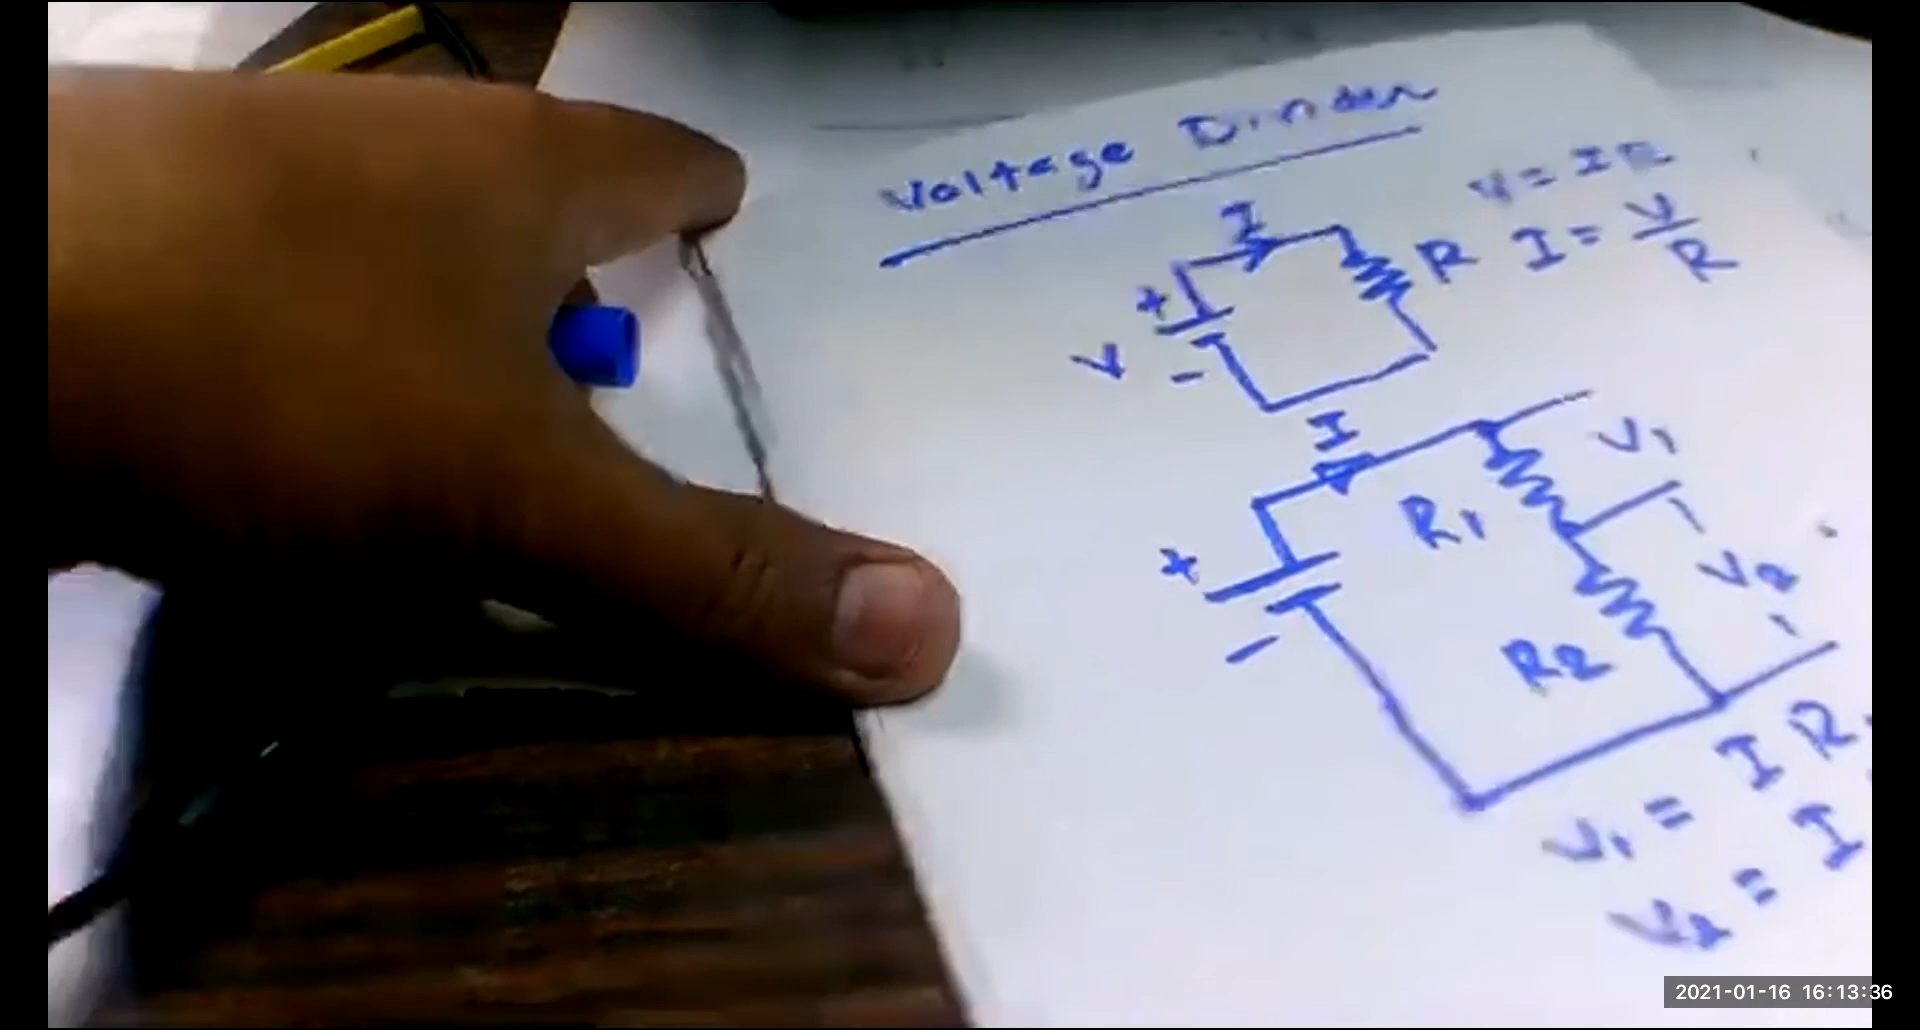 Voltage Divider
V = IR
I = V/R
I
R
+
V
-
I
V1
R1
-
+
V2
-
R2
-
V1 = I R
V2 = I
2021-01-16 16:13:36